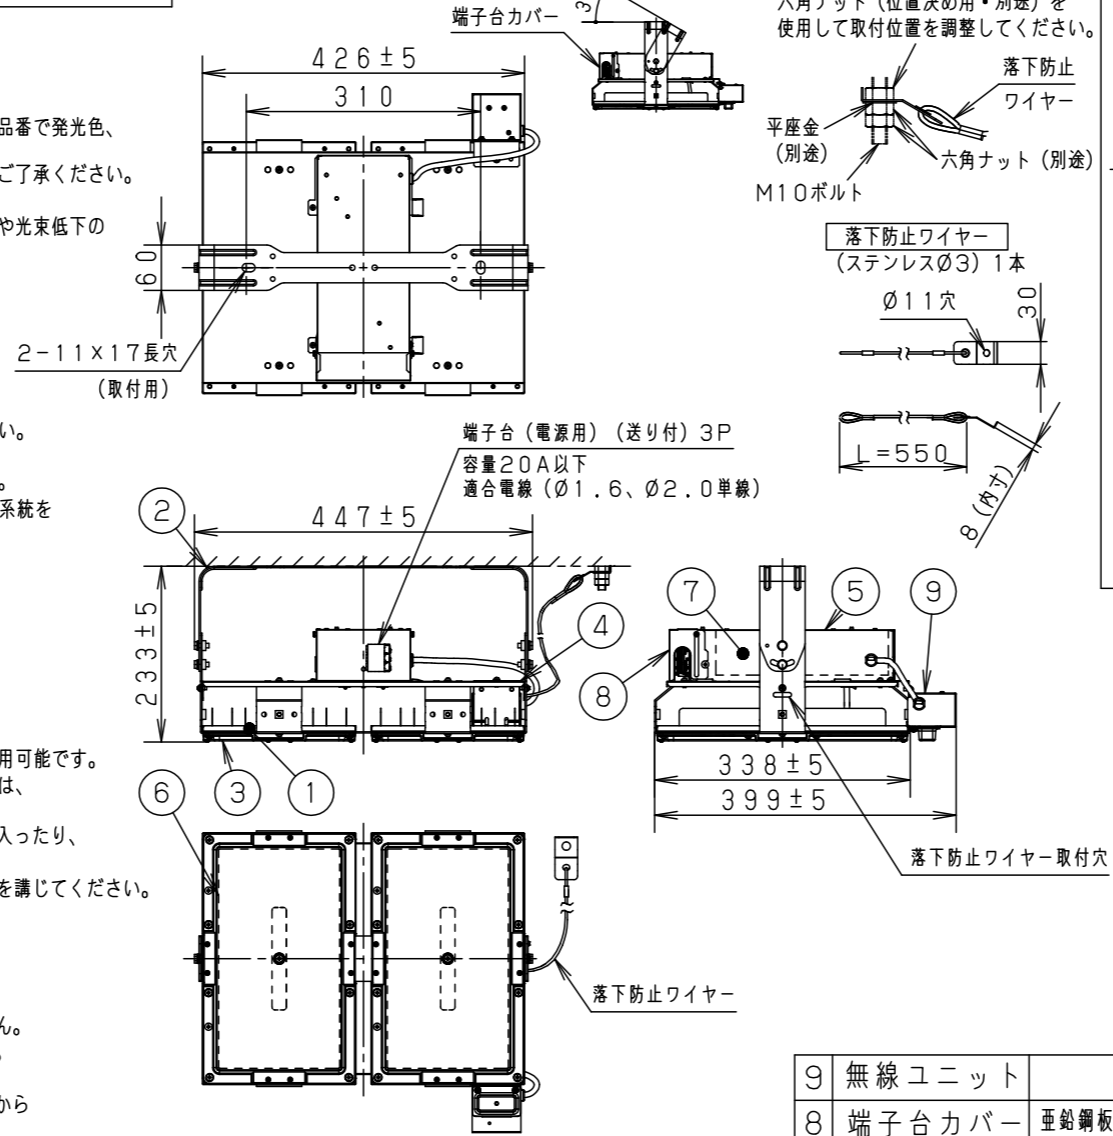 端子台カバー
3
六角ナット（位置決め用・別途）を
使用して取付位置を調整してください。
落下防止
ワイヤー
平座金
（別途）
六角ナット（別途）
M10ボルト
426±5
310
60
2-11×17長穴
（取付用）
品番で発光色、
ご了承ください。
や光束低下の
い。
。
系統を
落下防止ワイヤー
（ステンレスØ3）1本
Ø11穴
30
L=550
8（内寸）
端子台（電源用）（送り付）3P
容量20A以下
適合電線（Ø1.6、Ø2.0単線）
447±5
233±5
2
4
3
1
7
5
9
8
338±5
399±5
落下防止ワイヤー取付穴
用可能です。
は、
入ったり、
を講じてください。
6
落下防止ワイヤー
ん。
から
9 無線ユニット
8 端子台カバー 亜鉛鋼板